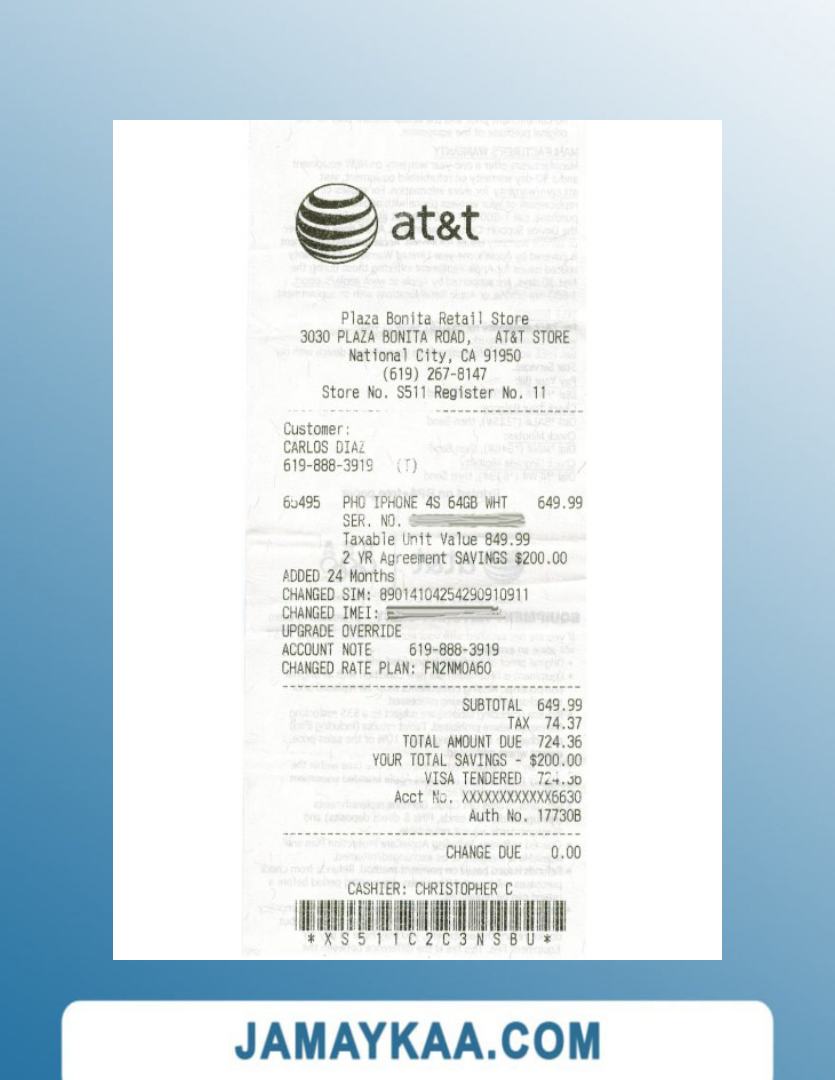 at&t
Plaza Bonita Retail Store
3030 PLAZA BONITA ROAD, AT&T STORE
National City, CA 91950
(619) 267-8147
Store No. S511 Register No. 11
Customer:
CARLOS DIAZ
619-888-3919 (T)
65495 PHO IPHONE 4S 64GB WHT 649.99
SER. NO.
Taxable Unit Value 849.99
2 YR Agreement SAVINGS $200.00
ADDED 24 Months
CHANGED SIM: 89014104254290910911
CHANGED IMEI:
UPGRADE OVERRIDE
ACCOUNT NOTE 619-888-3919
CHANGED RATE PLAN: FN2NMOA60
SUBTOTAL 649.99
TAX 74.37
TOTAL AMOUNT DUE 724.36
YOUR TOTAL SAVINGS - $200.00
VISA TENDERED 724.36
Acct No. XXXXXXXXXXXX6630
Auth No. 17730B
CHANGE DUE 0.00
CASHIER: CHRISTOPHER C
*XS511C2C3NSBU*
JAMAYKAA.COM